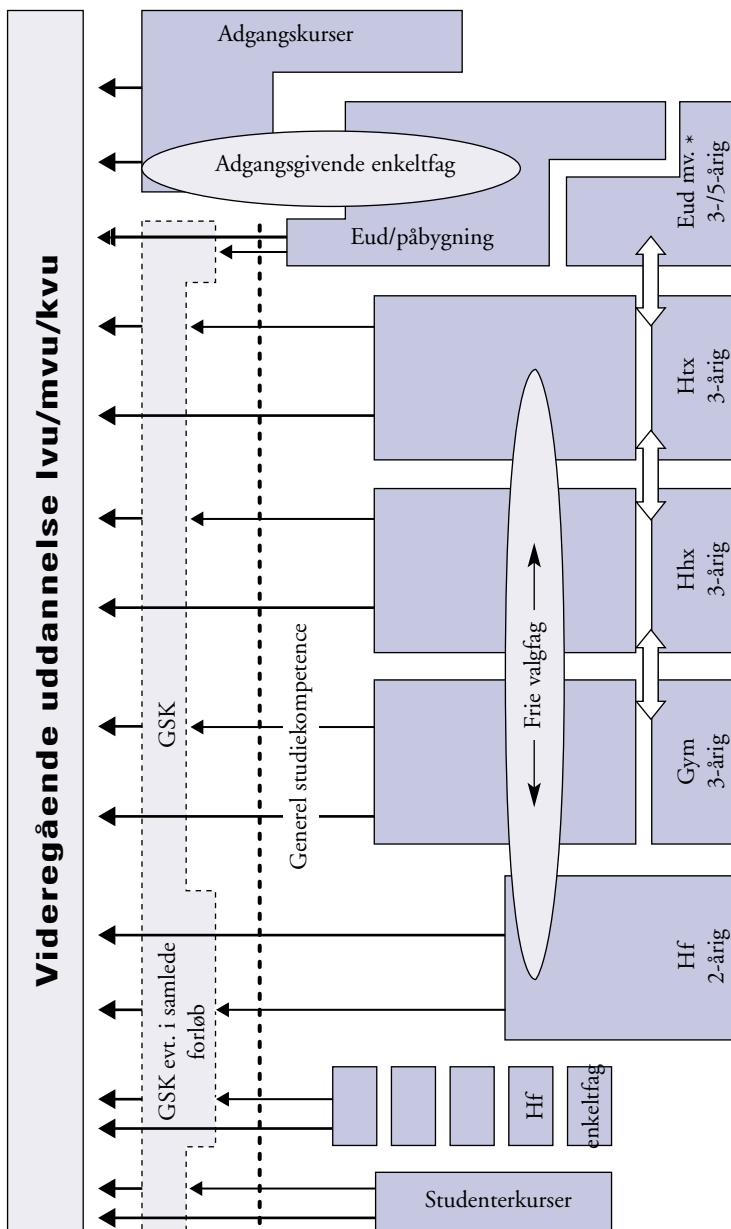 Videregående uddannelse lvu/mvu/kvu
Adgangskurser
Adgangsgivende enkeltfag
Eud/påbygning
Eud mv. *
3-/5-årig
GSK
Generel studiekompetence
Frie valgfag
Htx
3-årig
Hhx
3-årig
Gym
3-årig
Hf
2-årig
GSK evt. i samlede
forløb
Hf
enkeltfag
Studenterkurser